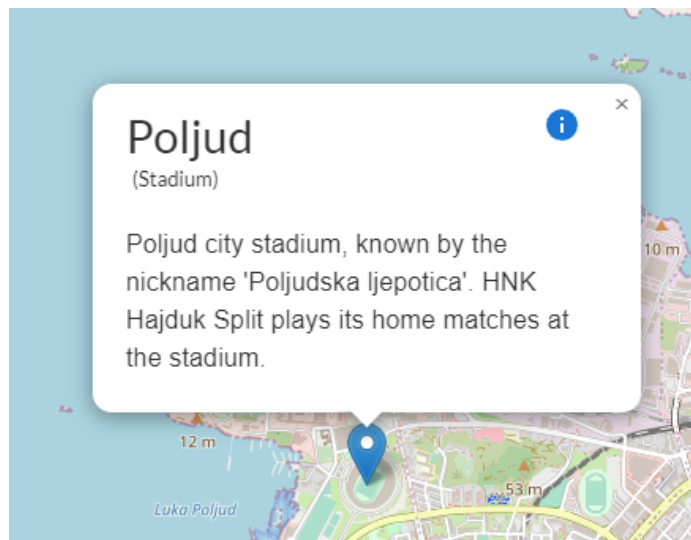 Poljud
(Stadium)
Poljud city stadium, known by the
nickname 'Poljudska ljepotica'. HNK
Hajduk Split plays its home matches at
the stadium.
10 m
12 m
53 m
Luka Poljud